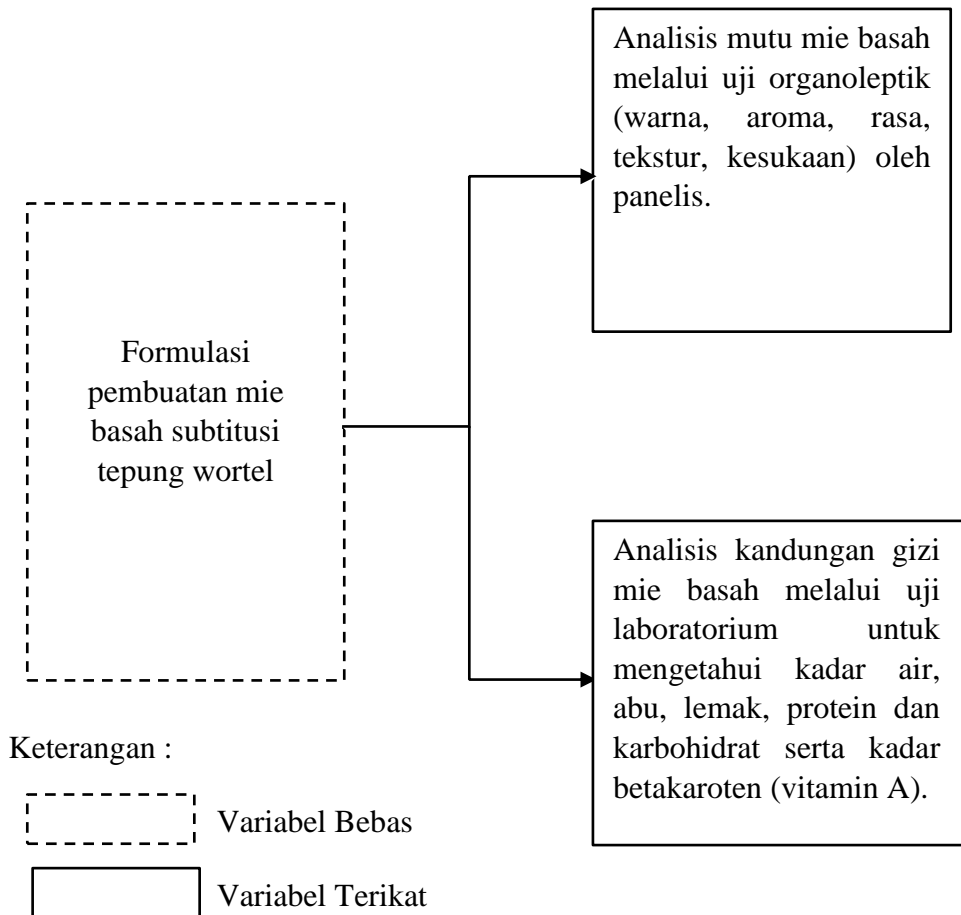 Analisis mutu mie basah
melalui uji organoleptik
(warna, aroma, rasa,
tekstur, kesukaan) oleh
panelis.
Formulasi
pembuatan mie
basah subtitusi
tepung wortel
Analisis kandungan gizi
mie basah melalui uji
laboratorium untuk
mengetahui kadar air,
abu, lemak, protein dan
karbohidrat serta kadar
betakaroten (vitamin A).
Keterangan :
Variabel Bebas
Variabel Terikat